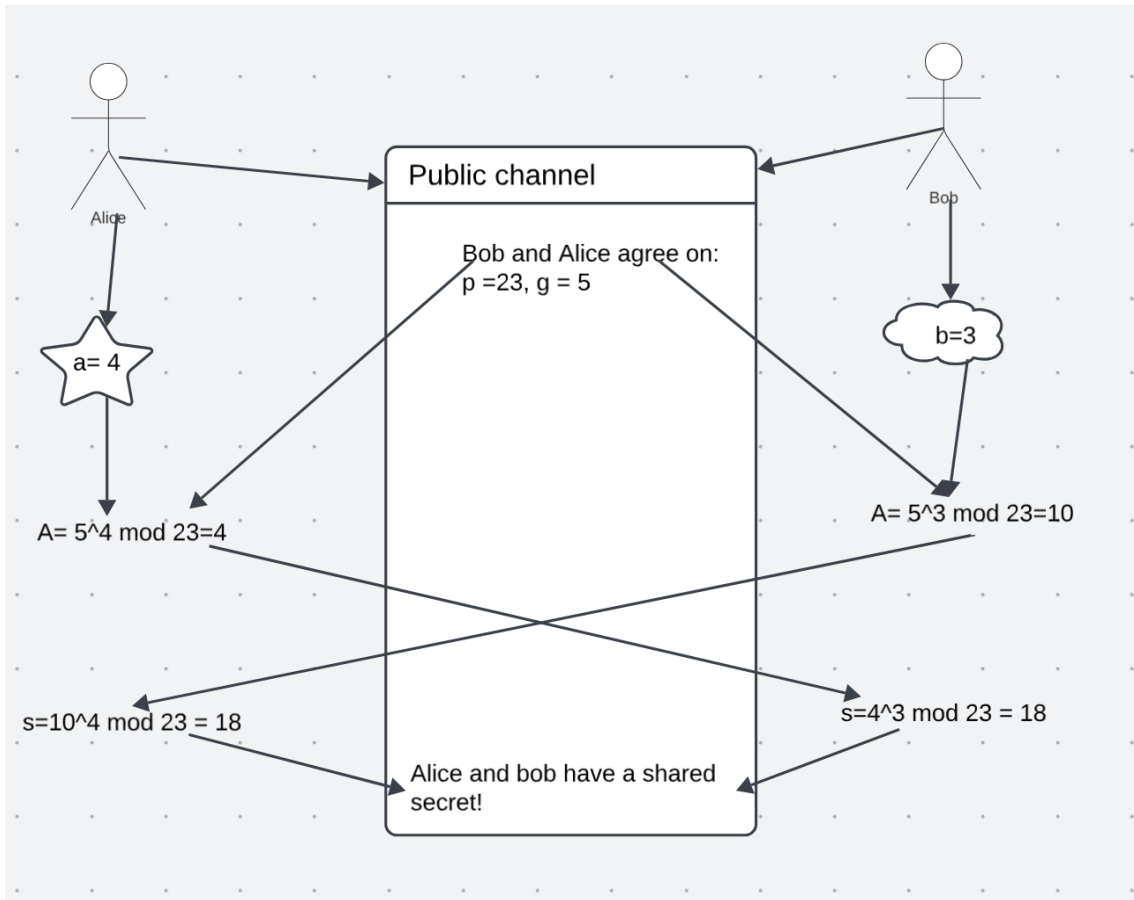 Alice
Bob
Public channel
Bob and Alice agree on:
p =23, g = 5
a= 4
b=3
A= 5^4 mod 23=4
A= 5^3 mod 23=10
s=10^4 mod 23 = 18
s=4^3 mod 23 = 18
Alice and bob have a shared
secret!